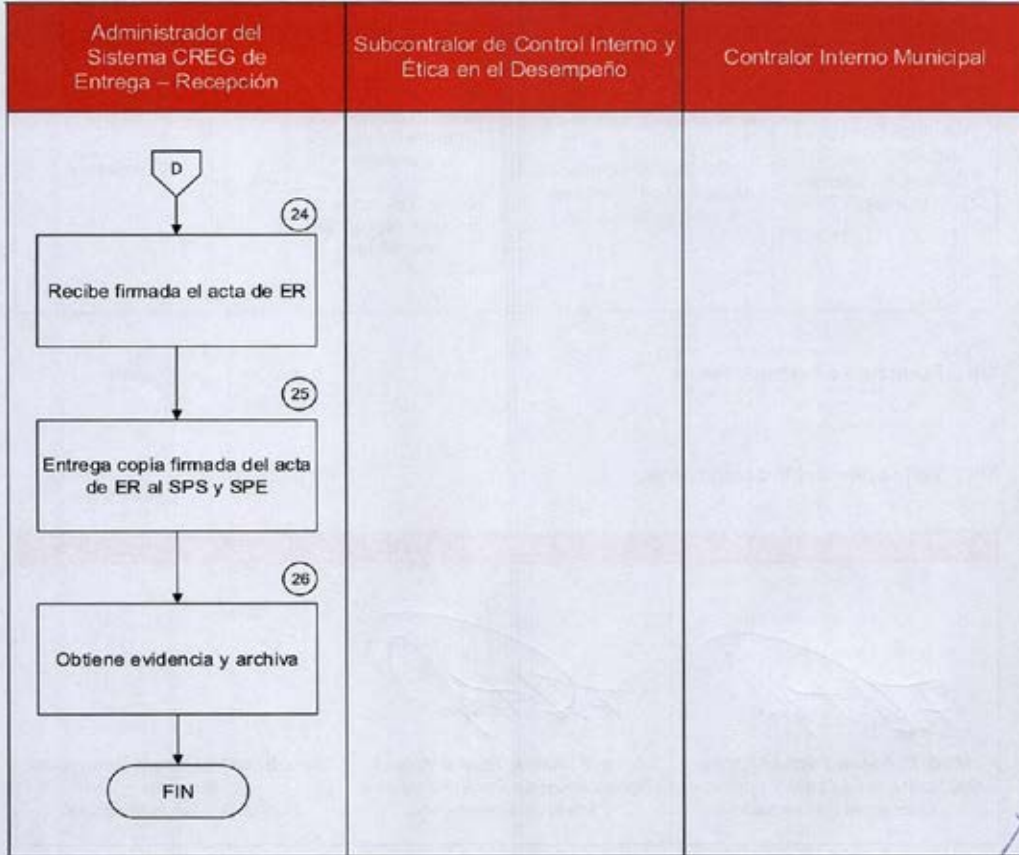 Administrador del
Sistema CREG de
Entrega – Recepción
Subcontralor de Control Interno y
Ética en el Desempeño
Contralor Interno Municipal
D
24
Recibe firmada el acta de ER
25
Entrega copia firmada del acta
de ER al SPS y SPE
26
Obtiene evidencia y archiva
FIN